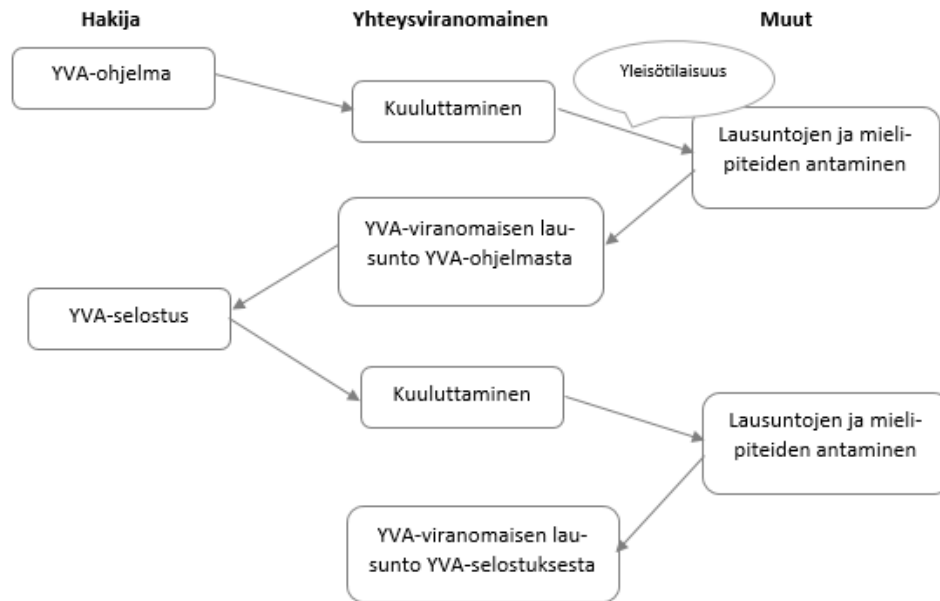 Hakija
Yhteysviranomainen
Muut
YVA-ohjelma
Yleisötilaisuus
Kuuluttaminen
Lausuntojen ja mieli-
piteiden antaminen
YVA-viranomaisen lau-
sunto YVA-ohjelmasta
YVA-selostus
Kuuluttaminen
Lausuntojen ja mieli-
piteiden antaminen
YVA-viranomaisen lau-
sunto YVA-selostuksesta